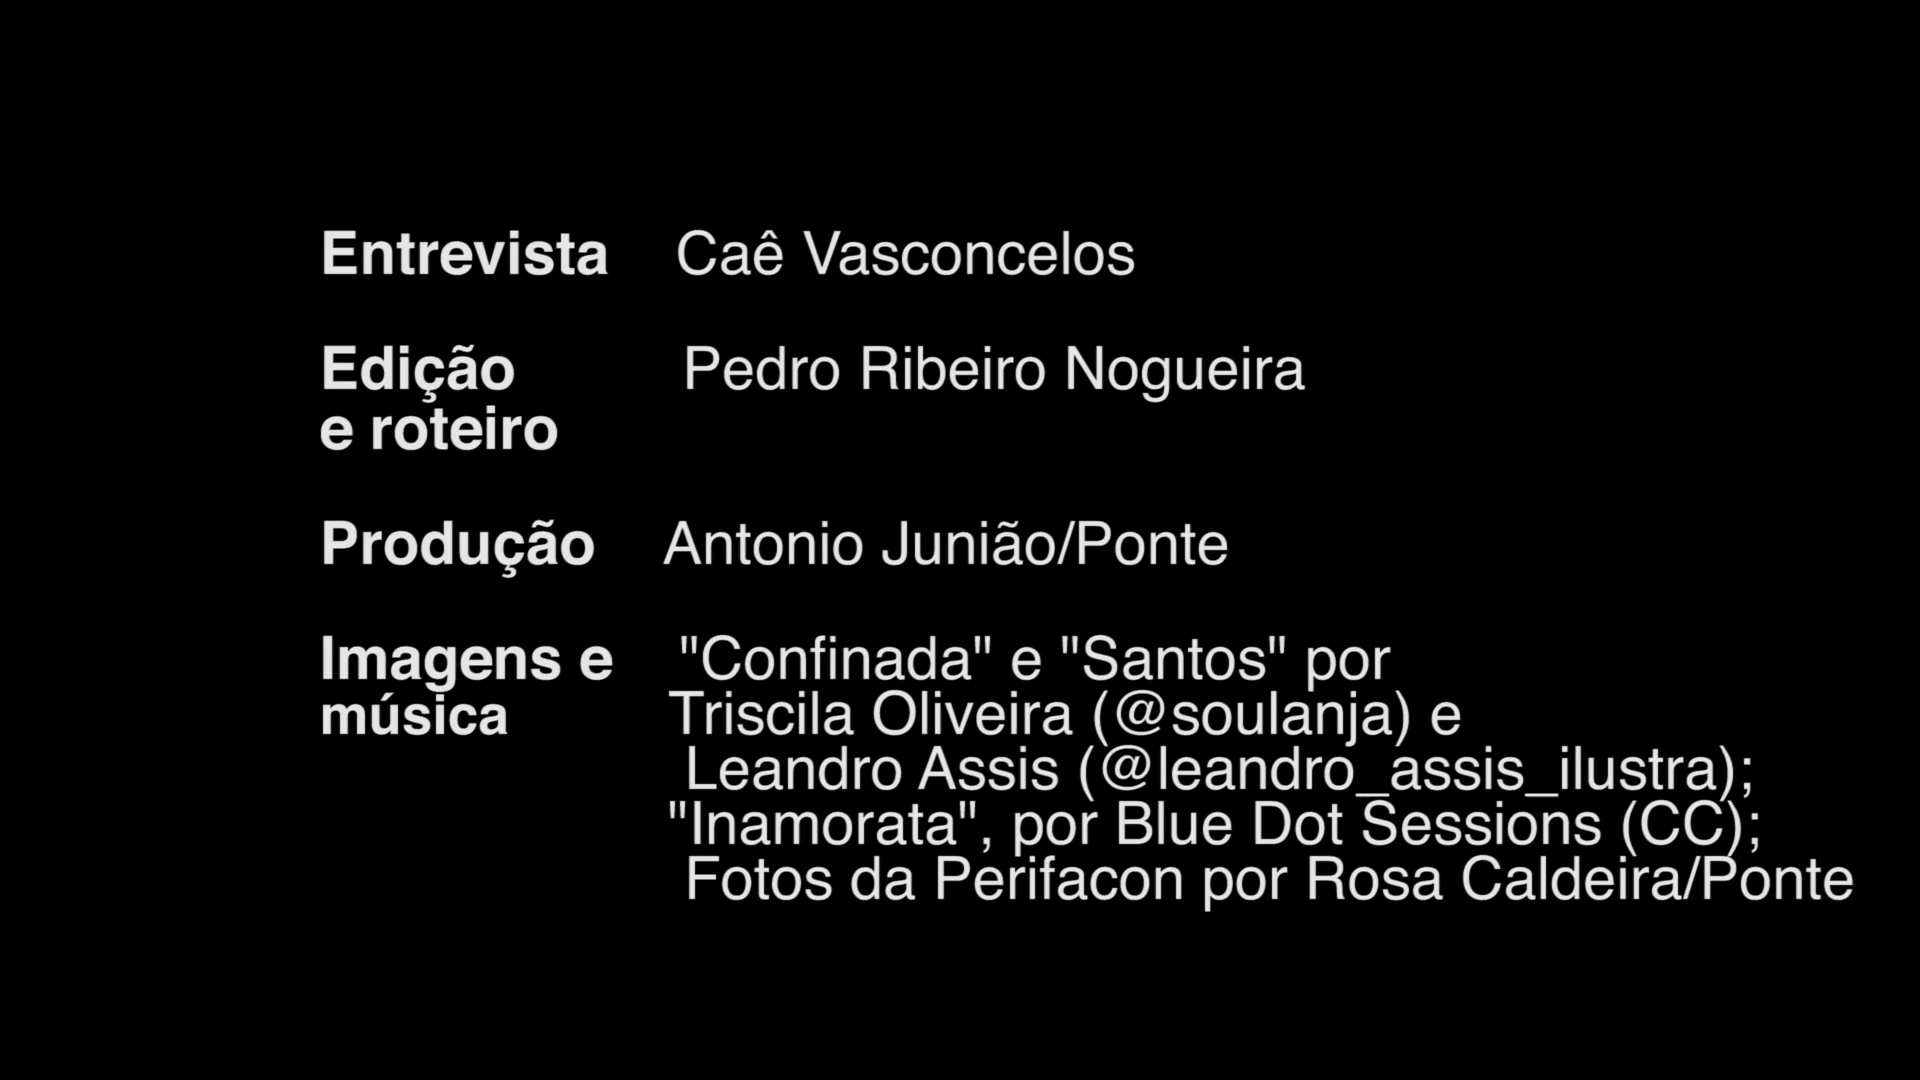 Entrevista Caê Vasconcelos
Edição Pedro Ribeiro Nogueira
e roteiro
Produção Antonio Junião/Ponte
Imagens e "Confinada" e "Santos" por
música Triscila Oliveira (@soulanja) e
Leandro Assis (@leandro_assis_ilustra);
"Inamorata", por Blue Dot Sessions (CC);
Fotos da Perifacon por Rosa Caldeira/Ponte